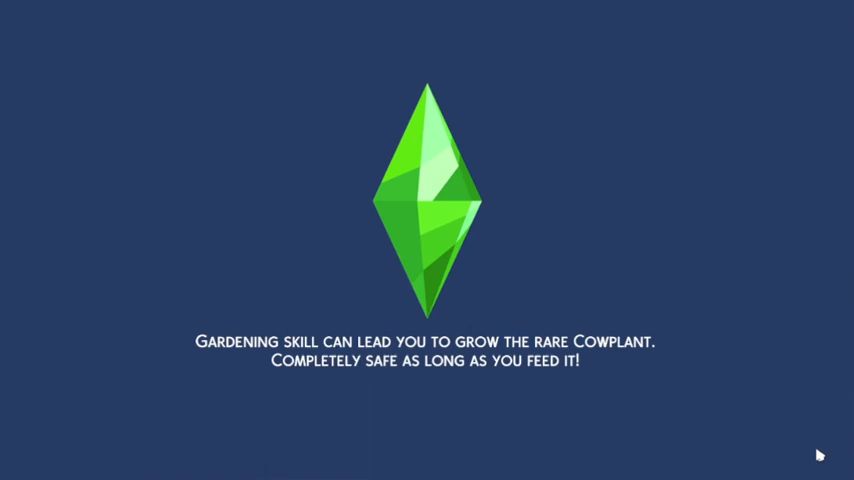 Gardening skill can lead you to grow the rare Cowplant.
Completely safe as long as you feed it!